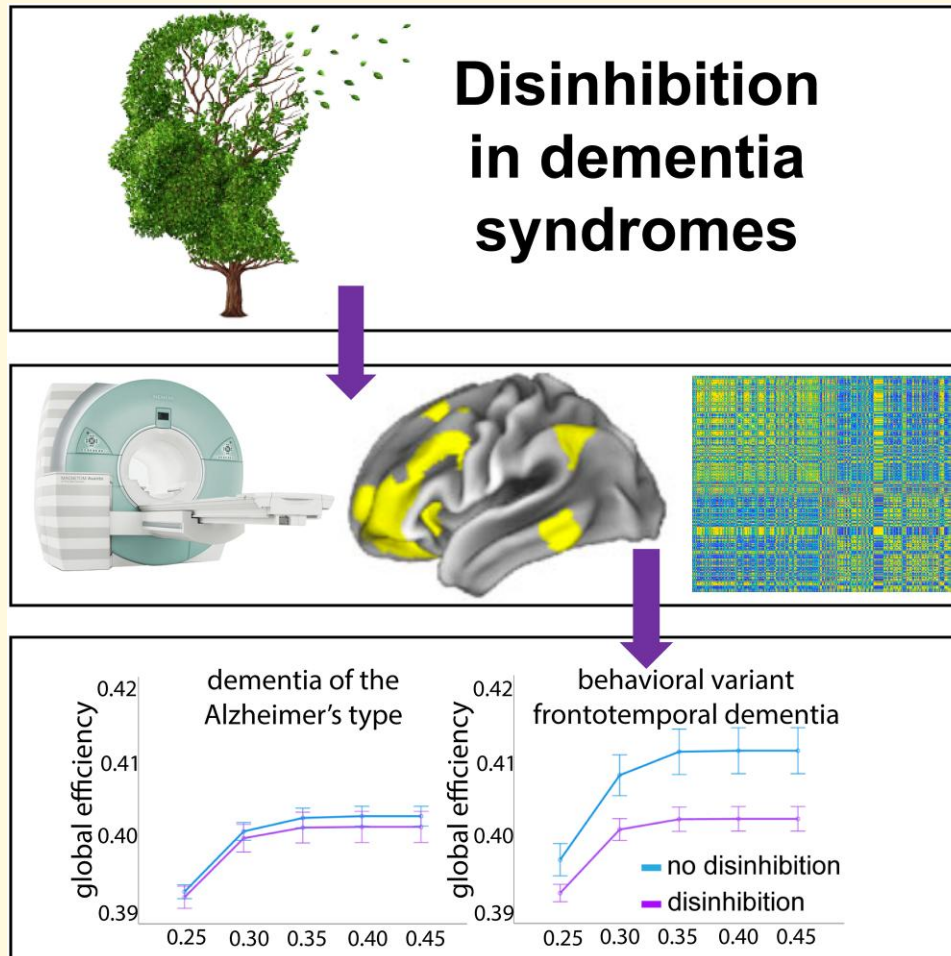 Disinhibition
in dementia
syndromes
dementia of the
Alzheimer's type
global efficiency
0.42
0.41
0.40
0.39
0.25 0.30 0.35 0.40 0.45
behavioral variant
frontotemporal dementia
global efficiency
0.42
0.41
0.40
0.39
no disinhibition
disinhibition
0.25 0.30 0.35 0.40 0.45